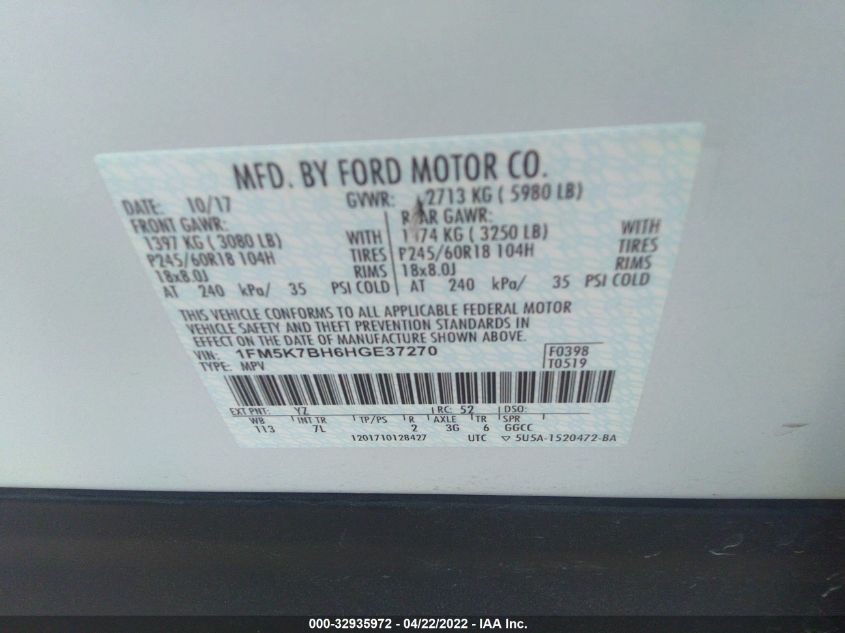 MFD. BY FORD MOTOR CO.
DATE: 10/17 GVWR: 2713 KG ( 5980 LB)
FRONT GAWR: REAR GAWR:
1397 KG ( 3080 LB) WITH 1474 KG ( 3250 LB) WITH
P245/60R18 104H TIRES P245/60R18 104H TIRES
18x8.0J RIMS 18x8.0J RIMS
AT 240 kPa/ 35 PSI COLD AT 240 kPa/ 35 PSI COLD
THIS VEHICLE CONFORMS TO ALL APPLICABLE FEDERAL MOTOR
VEHICLE SAFETY AND THEFT PREVENTION STANDARDS IN
EFFECT ON THE DATE OF MANUFACTURE SHOWN ABOVE.
VIN: 1FM5K7BH6HGE37270 F0398
TYPE: MPV T0519
EXT PNT: YZ RC: 52 DSO:
WB INT TR TP/PS R AXLE TR SPR
113 7L 2 3G 6 GGCC
1201710128427 UTC ▽ 5U5A-1520472-BA
000-32935972 - 04/22/2022 - IAA Inc.